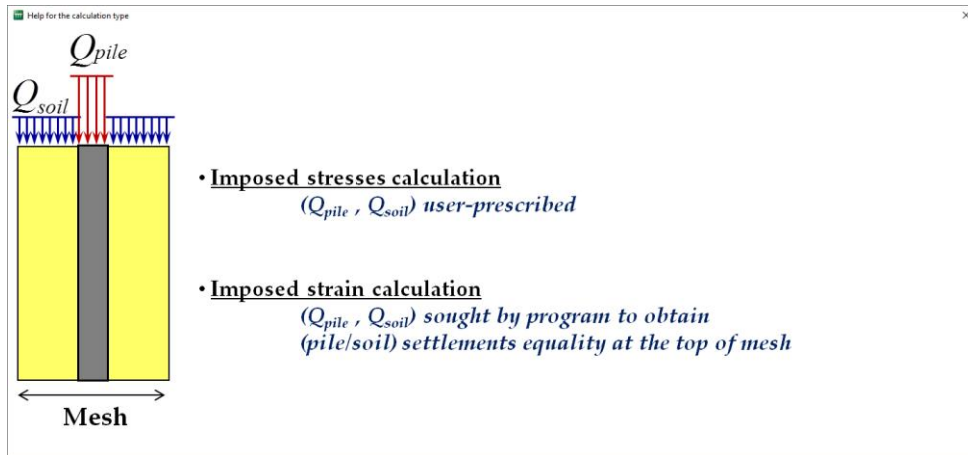 Help for the calculation type
Qpile
Qsoil
• Imposed stresses calculation
(Qpile , Qsoil) user-prescribed
• Imposed strain calculation
(Qpile , Qsoil) sought by program to obtain
(pile/soil) settlements equality at the top of mesh
Mesh